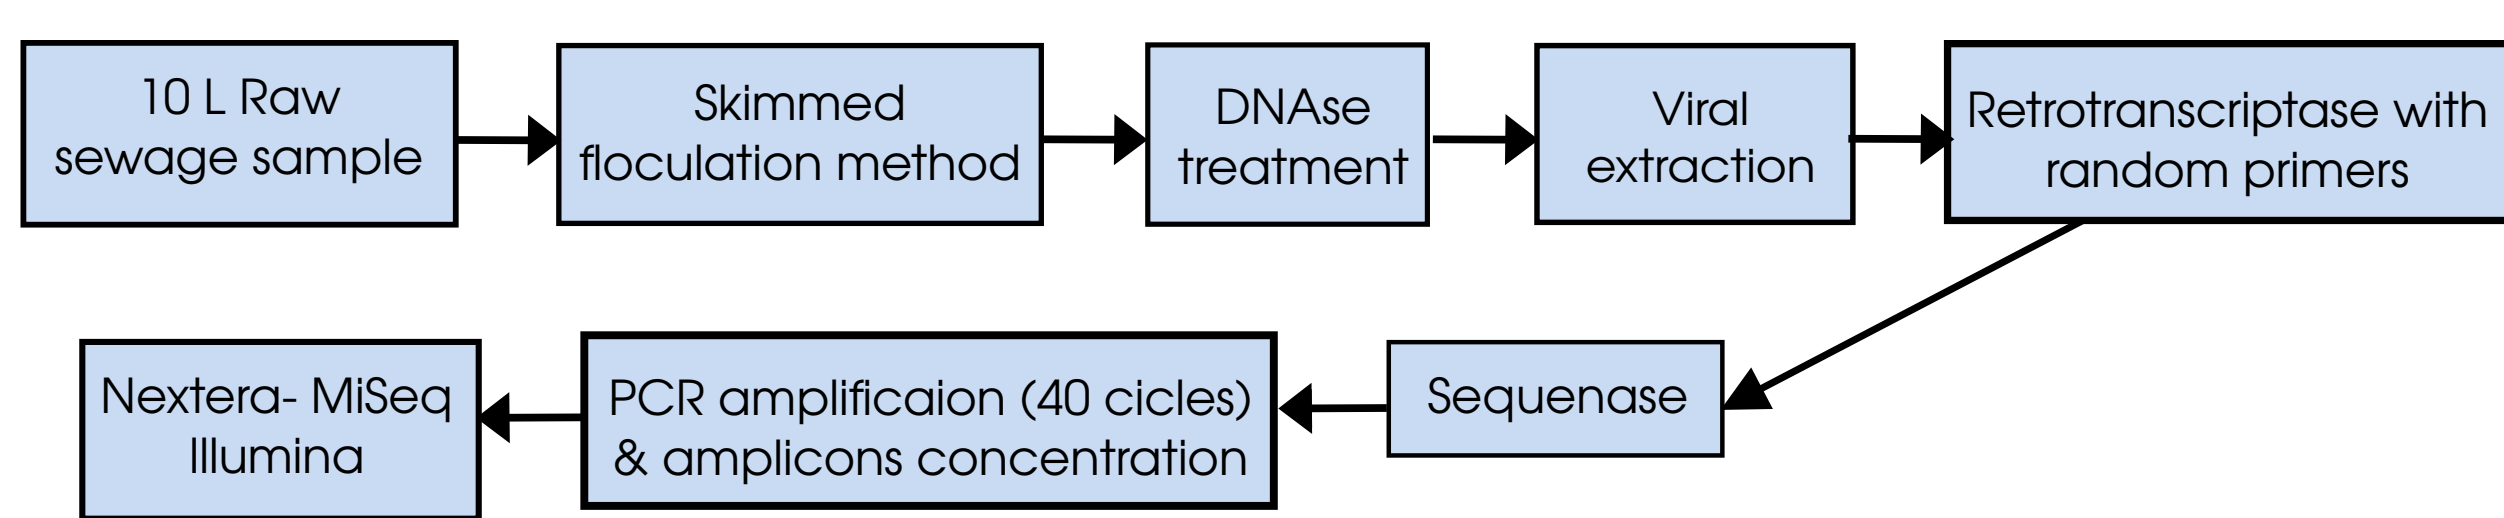 10 L Raw
sewage sample
Skimmed
floculation method
DNAse
treatment
Viral
extraction
Retrotranscriptase with
random primers
Sequenase
PCR amplificaion (40 cicles)
& amplicons concentration
Nextera- MiSeq
Illumina